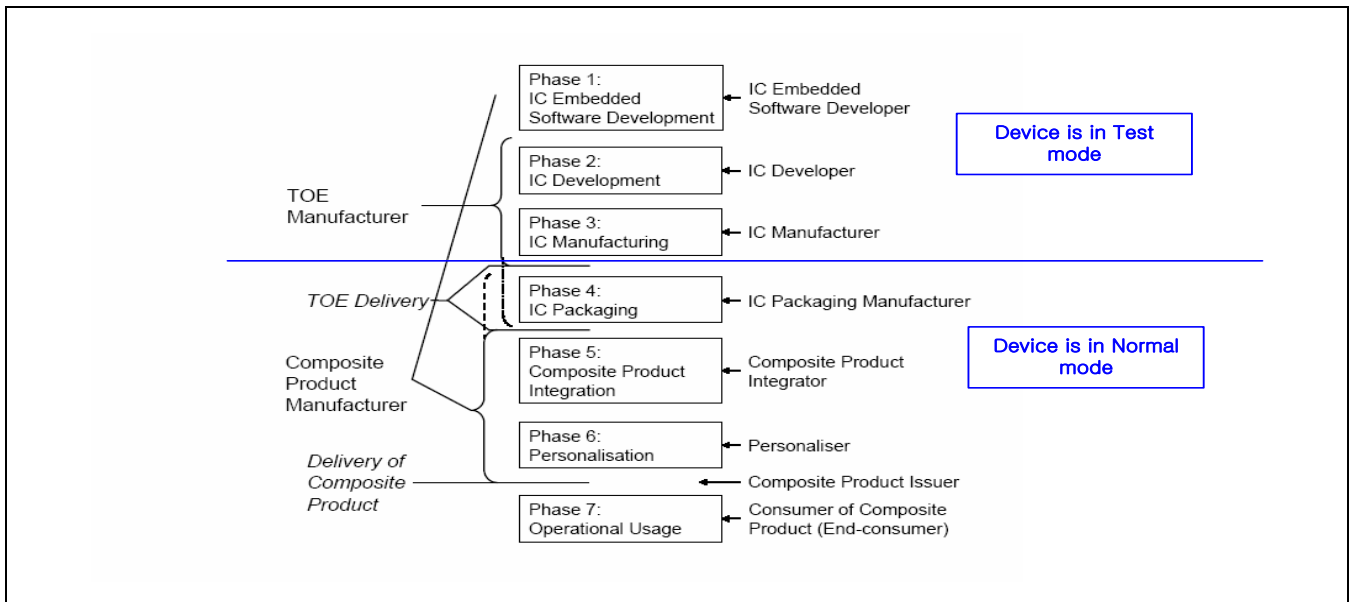 Phase 1:
IC Embedded
Software Development
IC Embedded
Software Developer
Device is in Test
mode
Phase 2:
IC Development
IC Developer
TOE
Manufacturer
Phase 3:
IC Manufacturing
IC Manufacturer
TOE Delivery
Phase 4:
IC Packaging
IC Packaging Manufacturer
Device is in Normal
mode
Composite
Product
Manufacturer
Phase 5:
Composite Product
Integration
Composite Product
Integrator
Phase 6:
Personalisation
Personaliser
Delivery of
Composite
Product
Composite Product Issuer
Phase 7:
Operational Usage
Consumer of Composite
Product (End-consumer)